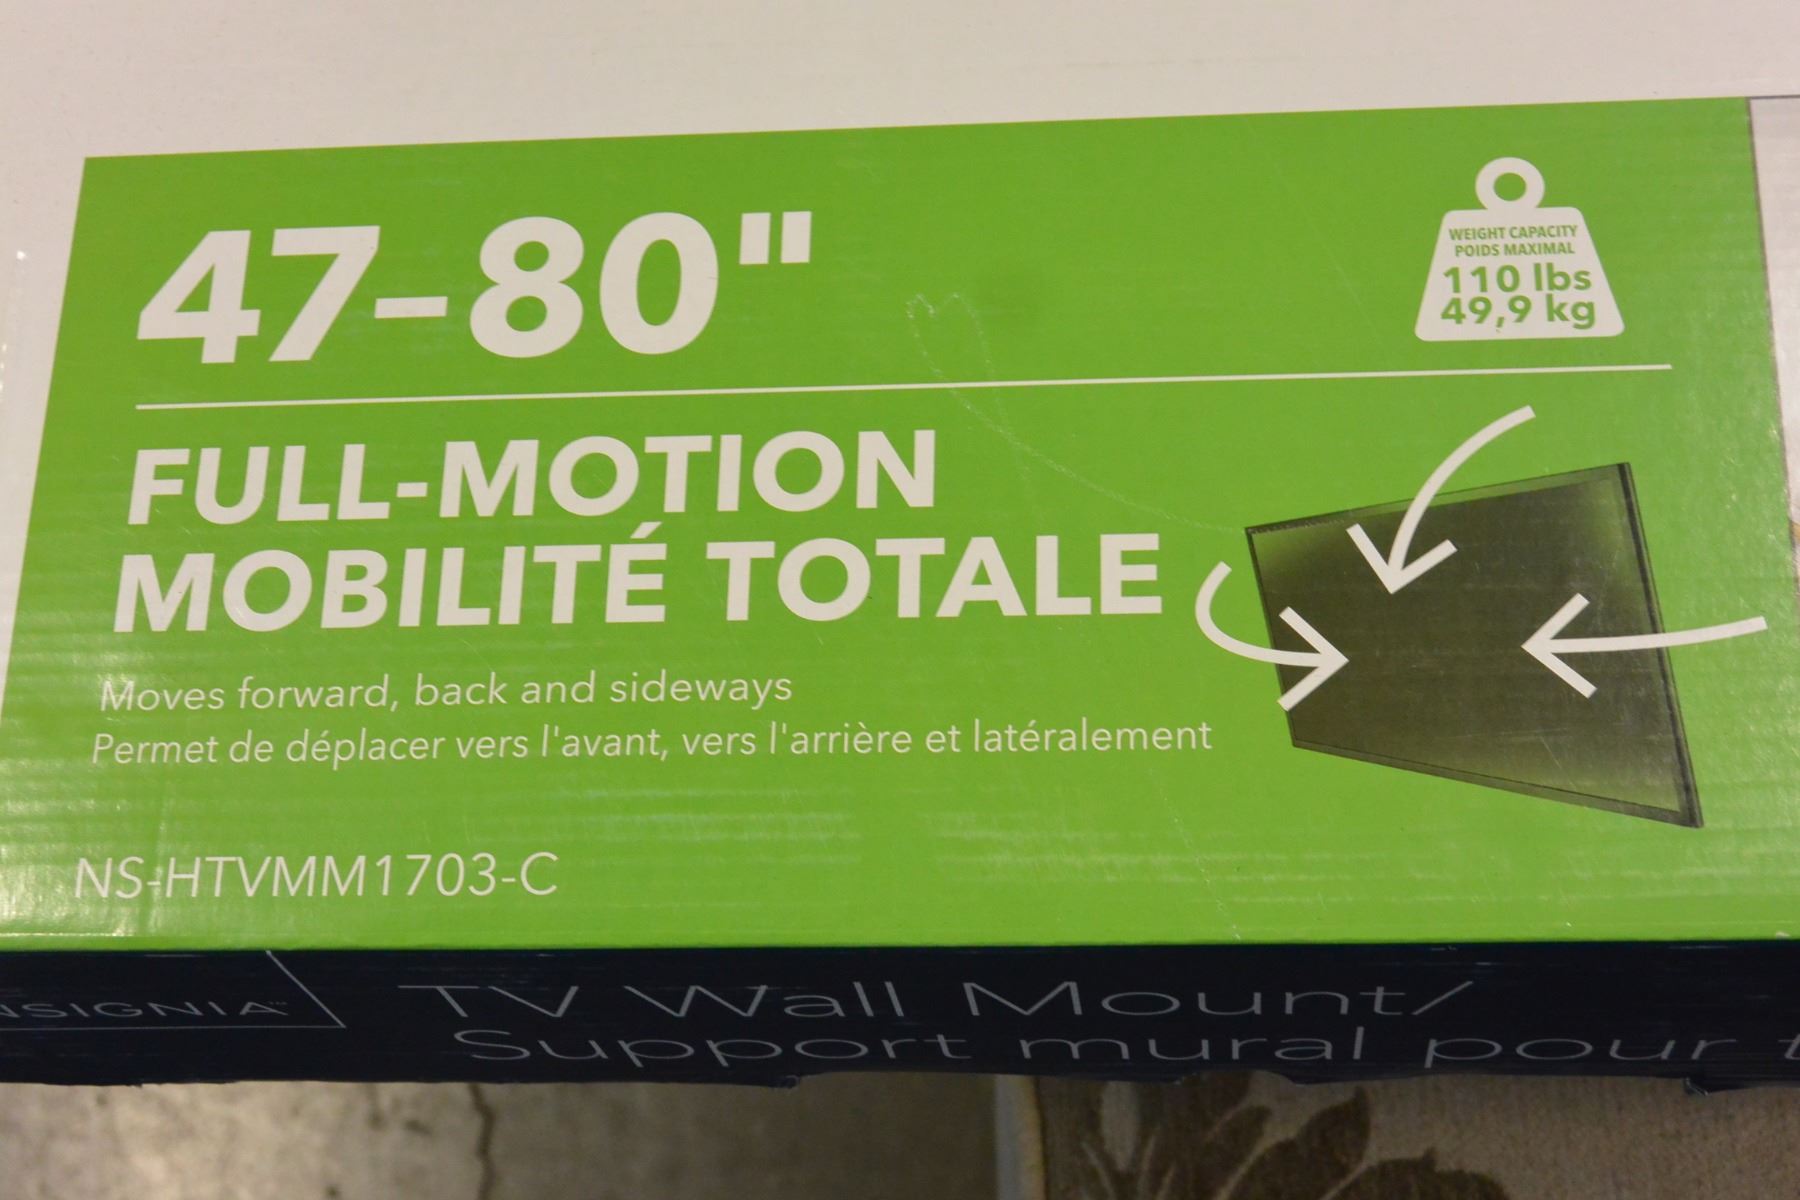 47-80"
WEIGHT CAPACITY
POIDS MAXIMAL
110 lbs
49,9 kg
FULL-MOTION
MOBILITÉ TOTALE
Moves forward, back and sideways
Permet de déplacer vers l'avant, vers l'arrière et latéralement
NS-HTVMM1703-C
NSIGNIA™
TV Wall Mount/
Support mural pour t